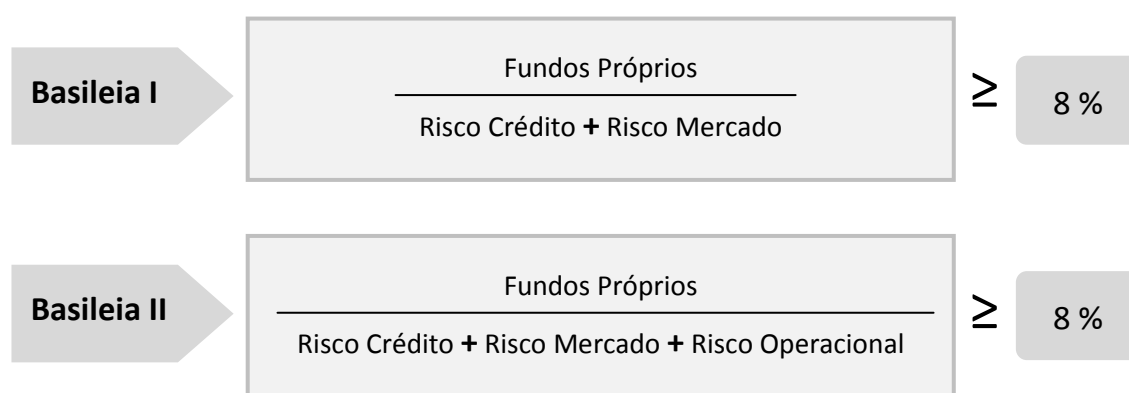 Basileia I
Fundos Próprios
Risco Crédito + Risco Mercado
≥
8 %
Basileia II
Fundos Próprios
Risco Crédito + Risco Mercado + Risco Operacional
≥
8 %